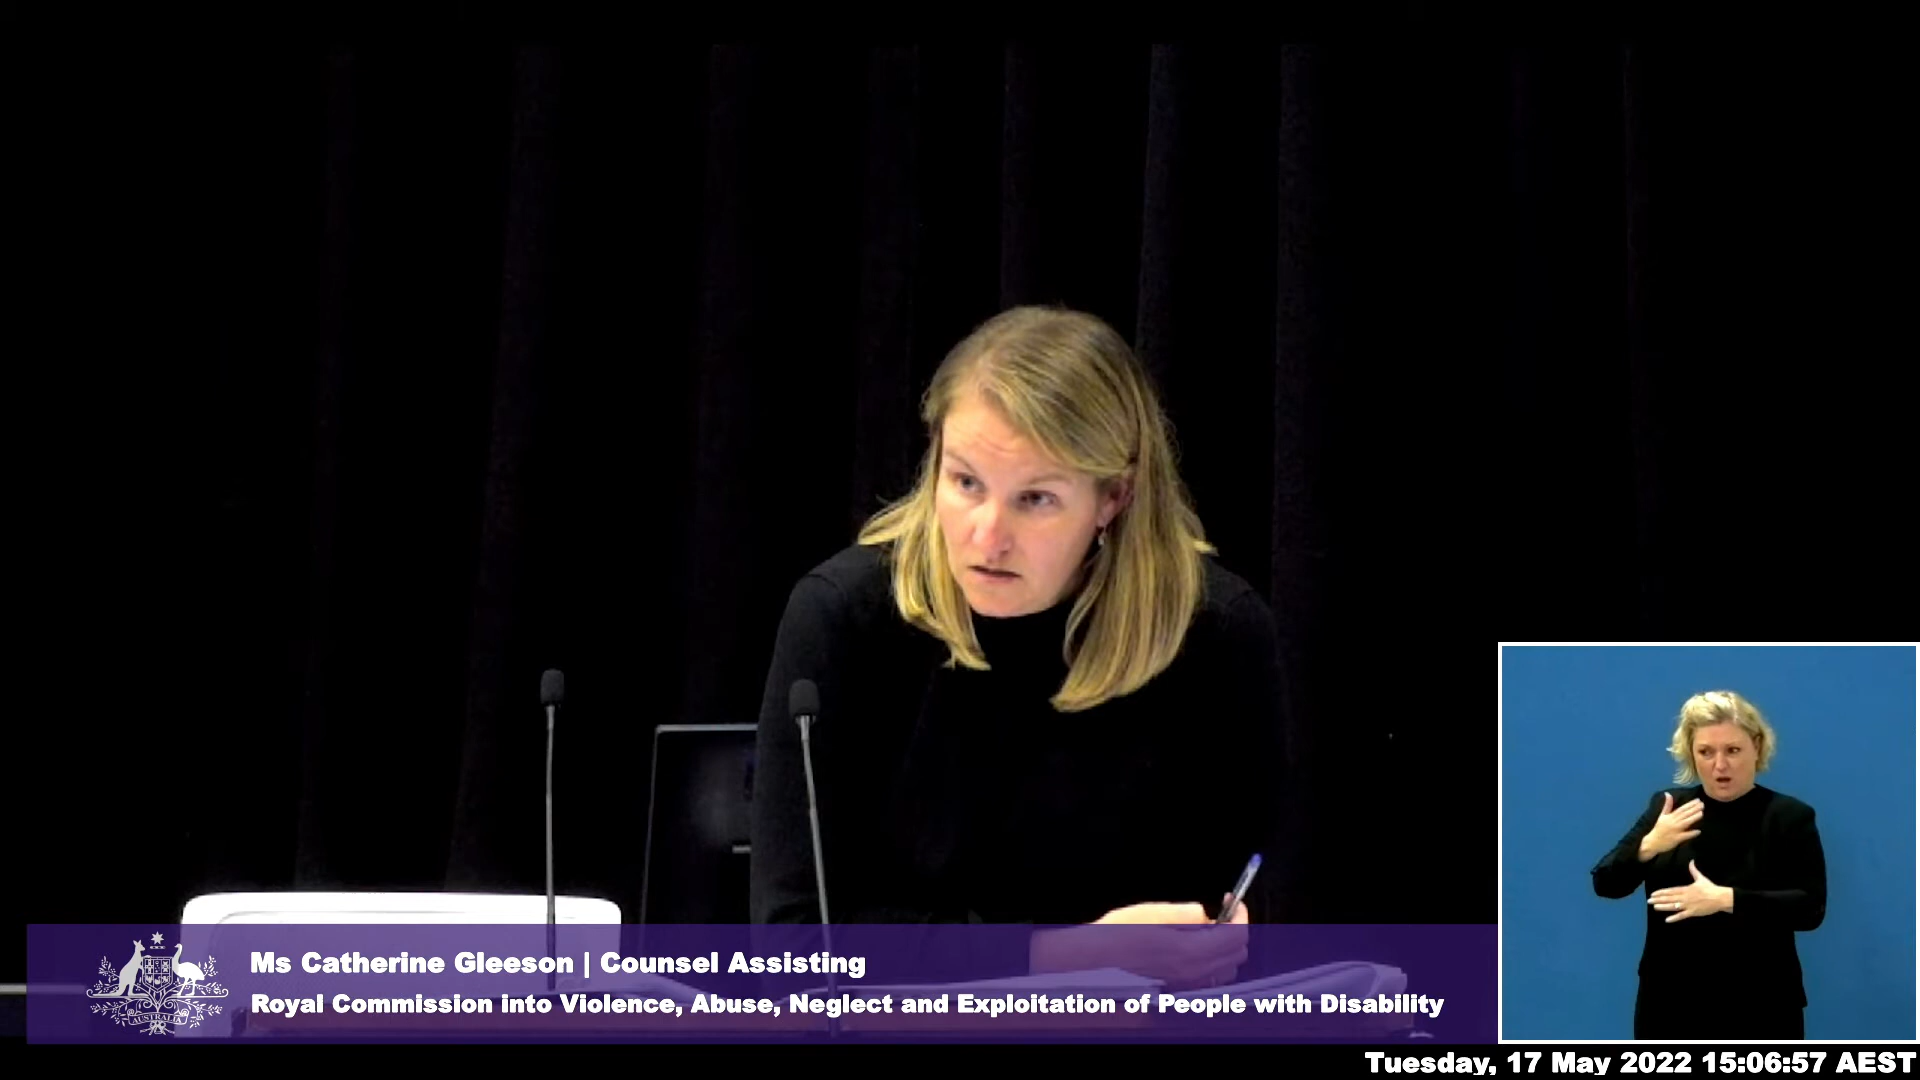 Ms Catherine Gleeson | Counsel Assisting
Royal Commission into Violence, Abuse, Neglect and Exploitation of People with Disability
AUSTRALIA
Tuesday, 17 May 2022 15:06:57 AEST